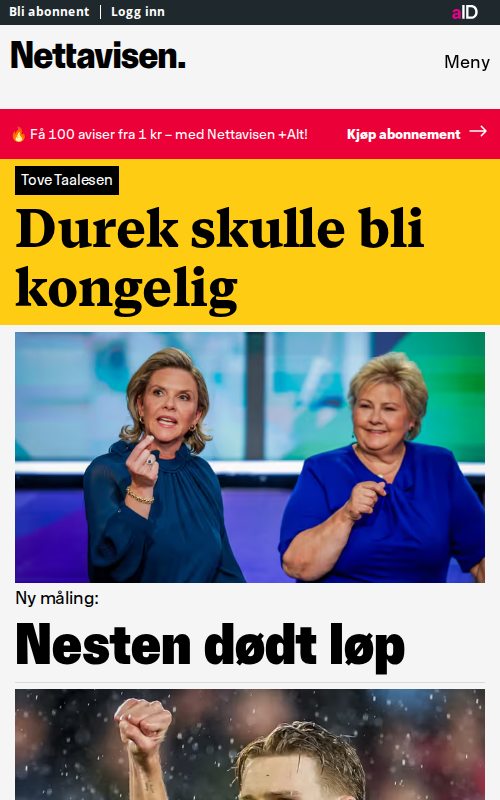 Bli abonnent
Logg inn
aID
Nettavisen.
Meny
🔥 Få 100 aviser fra 1 kr – med Nettavisen +Alt!
Kjøp abonnement →
Tove Taalesen
Durek skulle bli
kongelig
Ny måling:
Nesten dødt løp